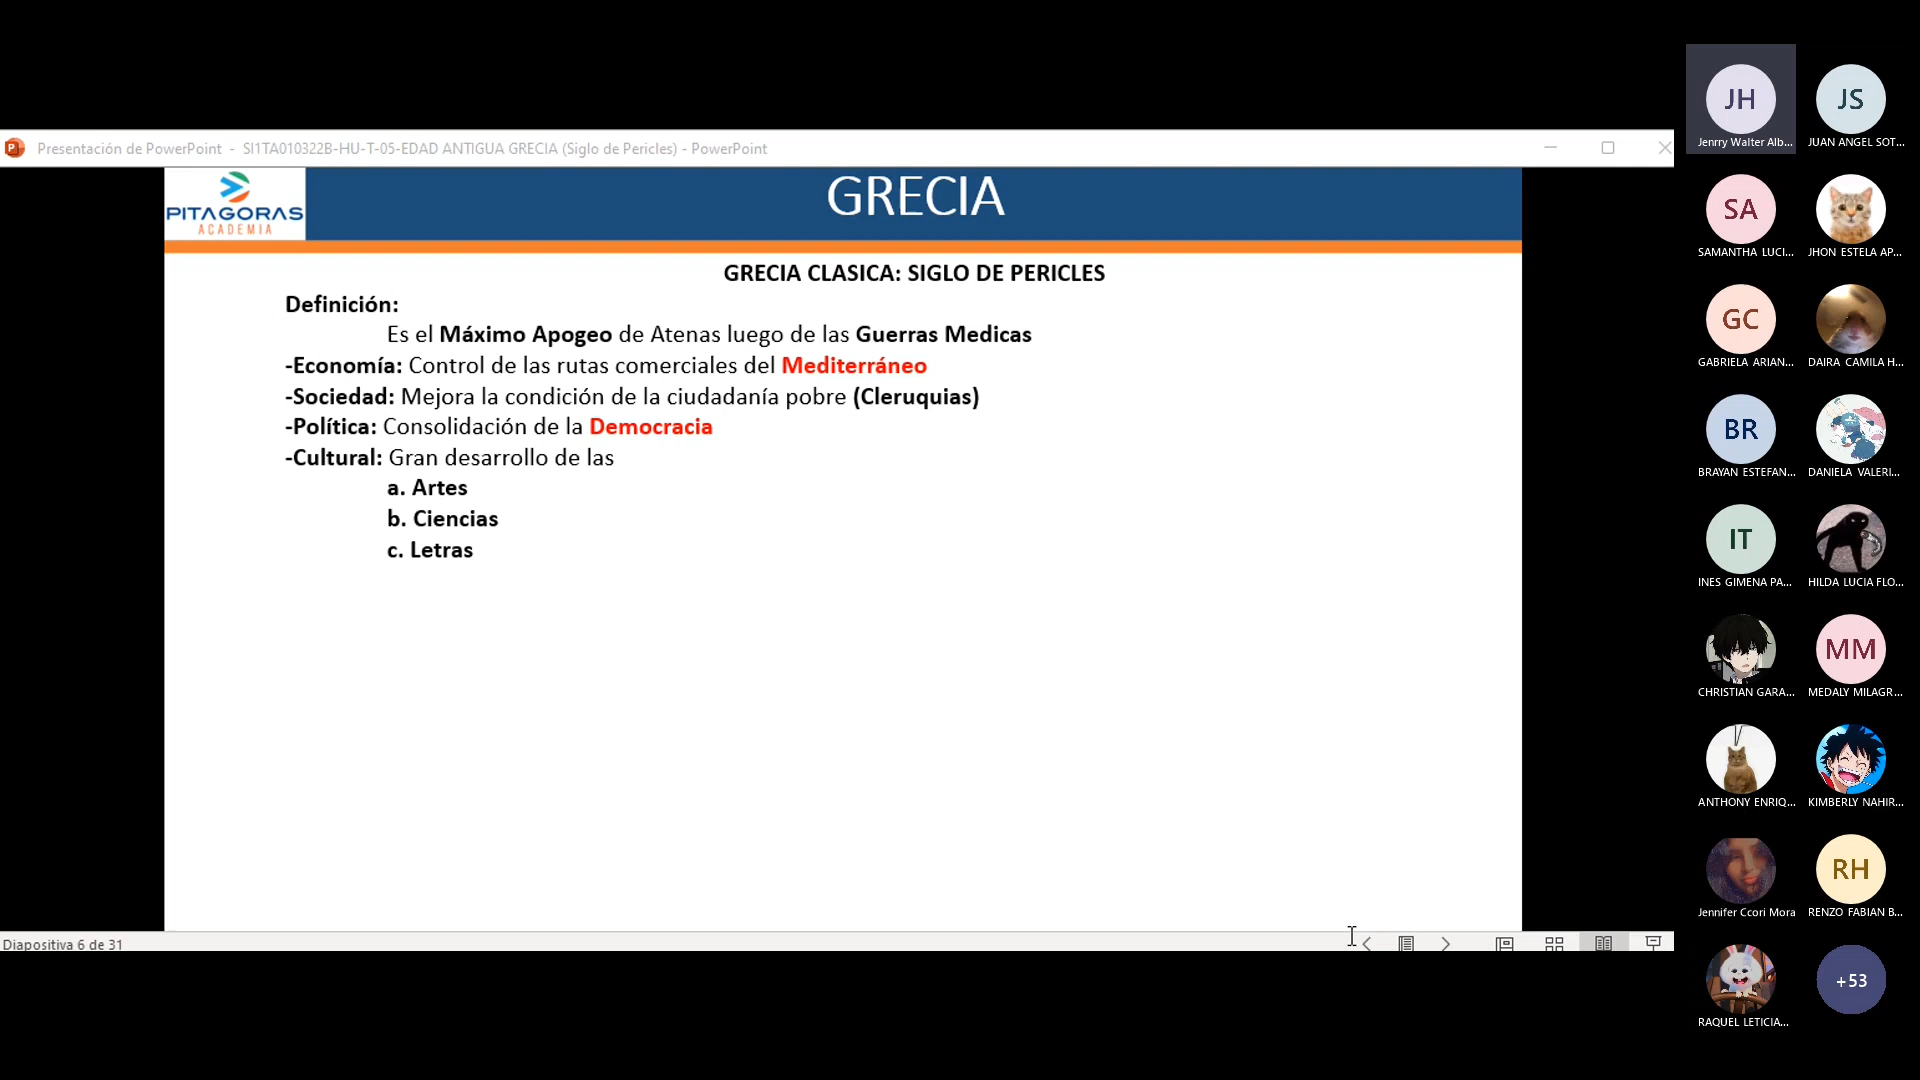 Presentación de PowerPoint - SI1TA010322B-HU-T-05-EDAD ANTIGUA GRECIA (Siglo de Pericles) - PowerPoint
PITAGORAS
ACADEMIA
GRECIA
GRECIA CLASICA: SIGLO DE PERICLES
Definición:
Es el Máximo Apogeo de Atenas luego de las Guerras Medicas
-Economía: Control de las rutas comerciales del Mediterráneo
-Sociedad: Mejora la condición de la ciudadanía pobre (Cleruquias)
-Política: Consolidación de la Democracia
-Cultural: Gran desarrollo de las
a. Artes
b. Ciencias
c. Letras
Diapositiva 6 de 31
JH
JS
Jenrry Walter Alb...
JUAN ANGEL SOT...
SA
SAMANTHA LUCI...
JHON ESTELA AP...
GC
GABRIELA ARIAN...
DAIRA CAMILA H...
BR
BRAYAN ESTEFAN...
DANIELA VALERI...
IT
INES GIMENA PA...
HILDA LUCIA FLO...
MM
CHRISTIAN GARA...
MEDALY MILAGR...
ANTHONY ENRIQ...
KIMBERLY NAHIR...
RH
Jennifer Ccori Mora
RENZO FABIAN B...
+53
RAQUEL LETICIA...